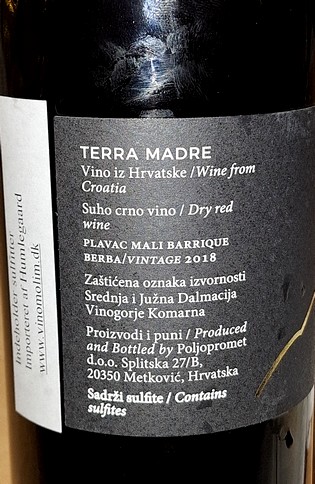 TERRA MADRE
Vino iz Hrvatske /Wine from
Croatia
Suho crno vino / Dry red
wine
PLAVAC MALI BARRIQUE
BERBA/VINTAGE 2018
Zaštićena oznaka izvornosti
Srednja i Južna Dalmacija
Vinogorje Komarna
Proizvodi i puni / Produced
and Bottled by Poljopromet
d.o.o. Splitska 27/B,
20350 Metković, Hrvatska
Sadrži sulfite / Contains
sulfites
Indeholder sulfitter
Importeret af Humlegaard
www.vinomolim.dk